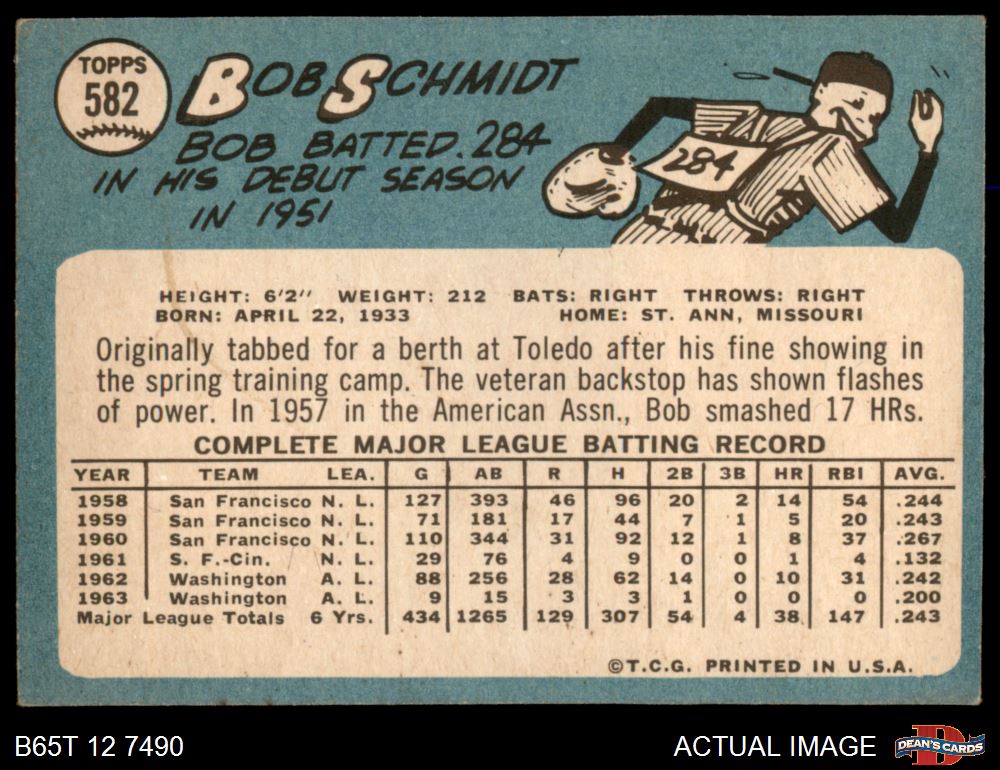 TOPPS
582
BOB SCHMIDT
BOB BATTED .284
IN HIS DEBUT SEASON
IN 1951
284
HEIGHT: 6'2" WEIGHT: 212 BATS: RIGHT THROWS: RIGHT
BORN: APRIL 22, 1933 HOME: ST. ANN, MISSOURI
Originally tabbed for a berth at Toledo after his fine showing in
the spring training camp. The veteran backstop has shown flashes
of power. In 1957 in the American Assn., Bob smashed 17 HRs.
COMPLETE MAJOR LEAGUE BATTING RECORD
YEAR TEAM LEA. G AB R H 2B 3B HR RBI AVG.
1958 San Francisco N. L. 127 393 46 96 20 2 14 54 .244
1959 San Francisco N. L. 71 181 17 44 7 1 5 20 .243
1960 San Francisco N. L. 110 344 31 92 12 1 8 37 .267
1961 S. F.-Cin. N. L. 29 76 4 9 0 0 1 4 .132
1962 Washington A. L. 88 256 28 62 14 0 10 31 .242
1963 Washington A. L. 9 15 3 3 1 0 0 0 .200
Major League Totals 6 Yrs. 434 1265 129 307 54 4 38 147 .243
©T.C.G. PRINTED IN U.S.A.
B65T 12 7490 ACTUAL IMAGE D DEAN'S CARDS